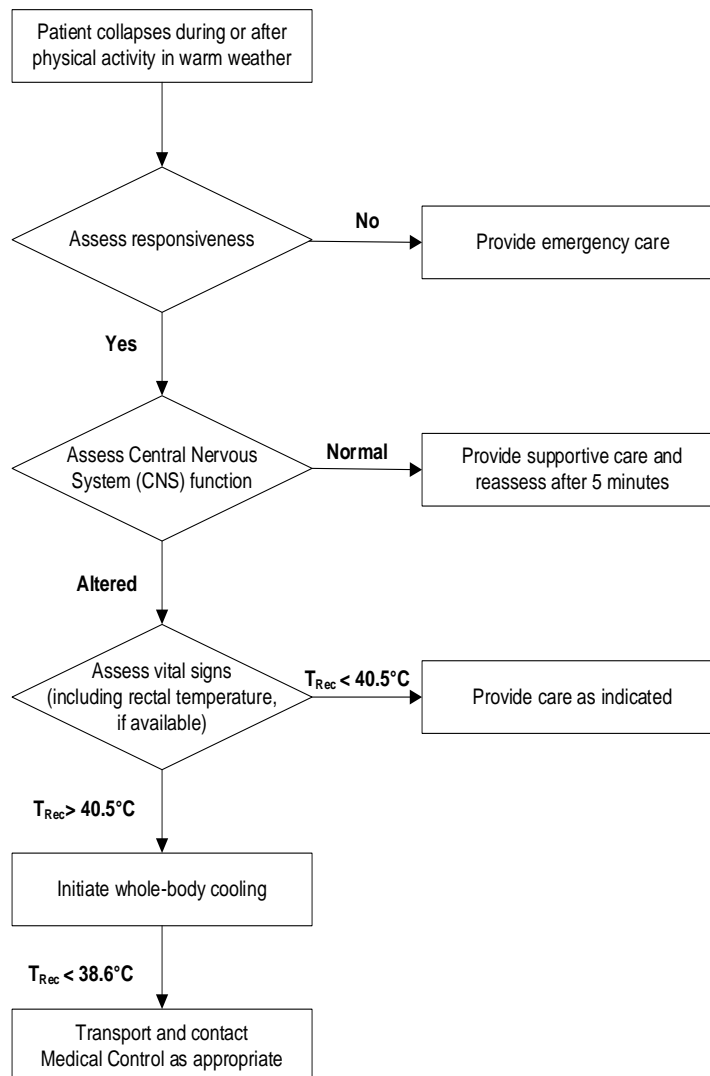 Patient collapses during or after
physical activity in warm weather
Assess responsiveness
No
Provide emergency care
Yes
Assess Central Nervous
System (CNS) function
Normal
Provide supportive care and
reassess after 5 minutes
Altered
Assess vital signs
(including rectal temperature,
if available)
TRec < 40.5°C
Provide care as indicated
TRec> 40.5°C
Initiate whole-body cooling
TRec < 38.6°C
Transport and contact
Medical Control as appropriate